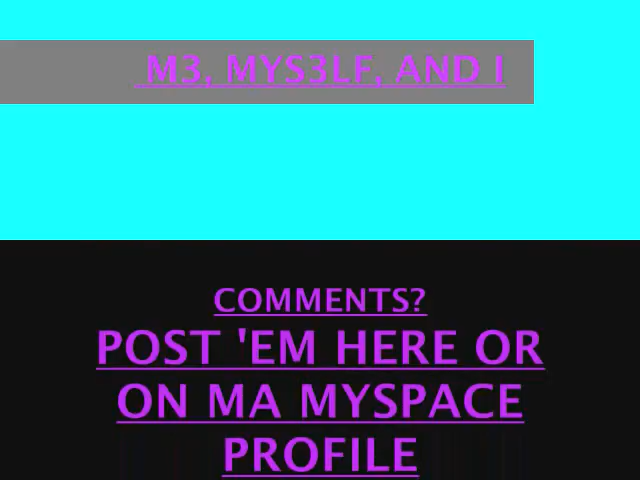 M3, MYS3LF, AND I
COMMENTS?
POST 'EM HERE OR
ON MA MYSPACE
PROFILE